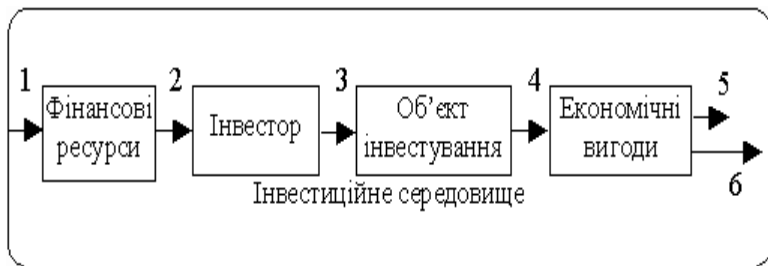 1
Фінансові
ресурси
2
Інвестор
3
Об’єкт
інвестування
4
Економічні
вигоди
5
6
Інвестиційне середовище